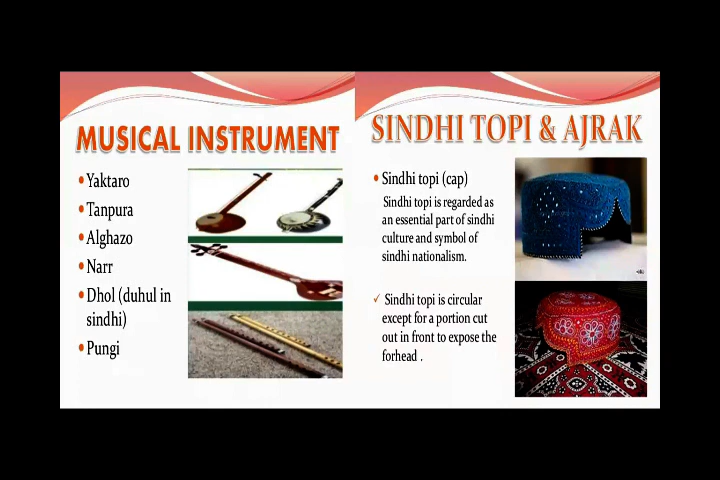 MUSICAL INSTRUMENT
Yaktaro
Tanpura
Alghazo
Narr
Dhol (duhul in
sindhi)
Pungi
SINDHI TOPI & AJRAK
Sindhi topi (cap)
Sindhi topi is regarded as
an essential part of sindhi
culture and symbol of
sindhi nationalism.
Sindhi topi is circular
except for a portion cut
out in front to expose the
forhead .